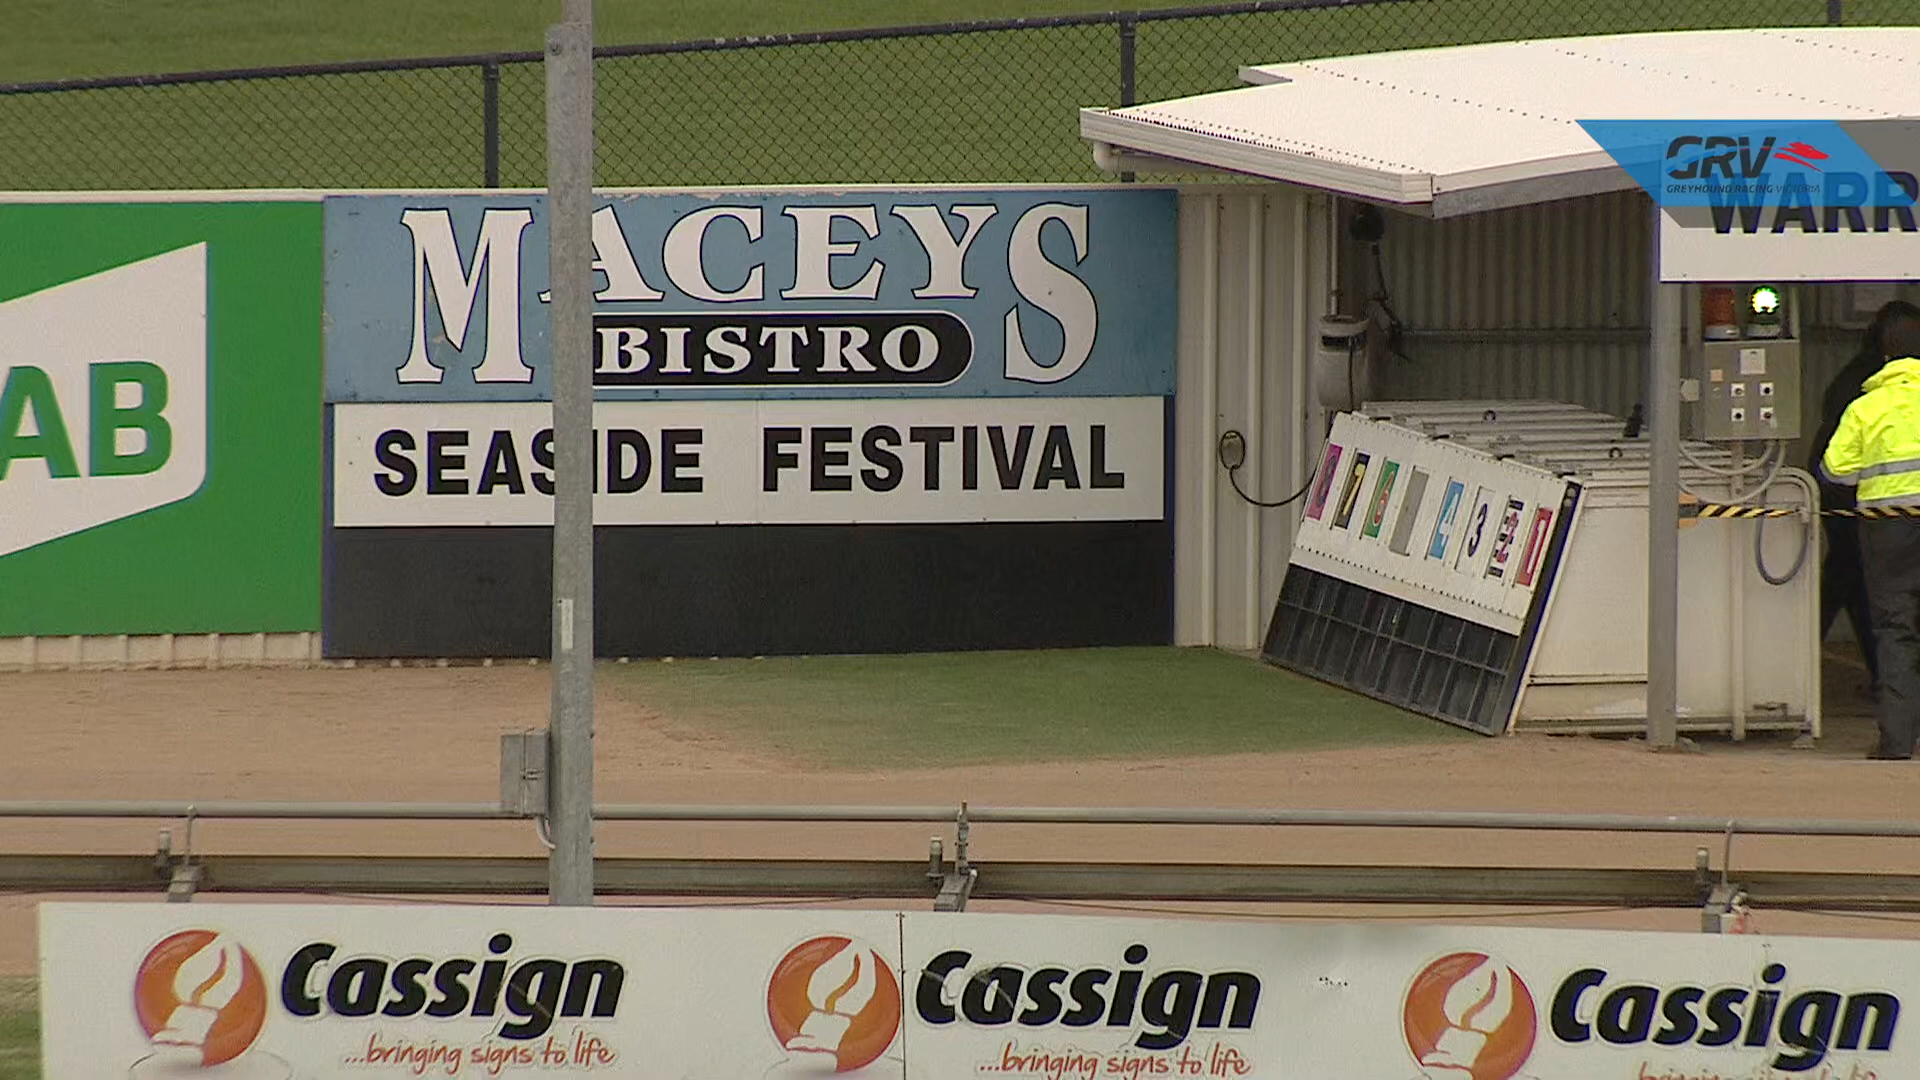 GRV
GREYHOUND RACING VICTORIA
WARR
AB
MACEYS
BISTRO
SEASIDE FESTIVAL
8 7 6 4 3 2 1
Cassign
...bringing signs to life
Cassign
...bringing signs to life
Cassign